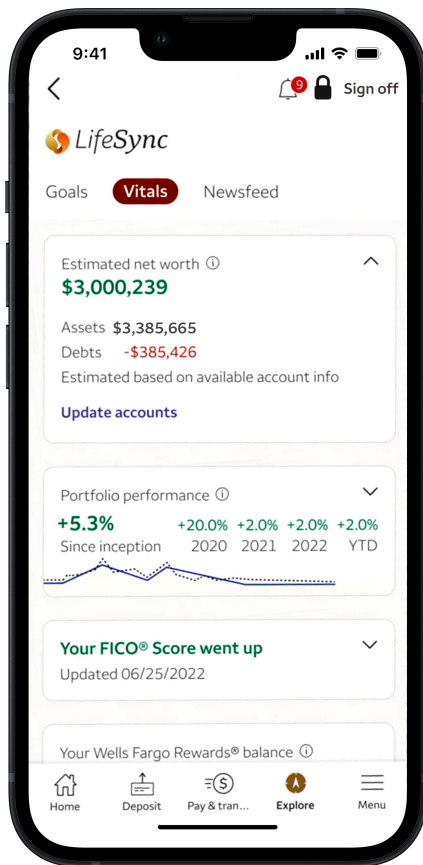 9:41
9
Sign off
LifeSync
Goals Vitals Newsfeed
Estimated net worth ⓘ
$3,000,239
Assets $3,385,665
Debts -$385,426
Estimated based on available account info
Update accounts
Portfolio performance ⓘ
+5.3% +20.0% +2.0% +2.0% +2.0%
Since inception 2020 2021 2022 YTD
Your FICO® Score went up
Updated 06/25/2022
Your Wells Fargo Rewards® balance ⓘ
Home Deposit Pay & tran... Explore Menu